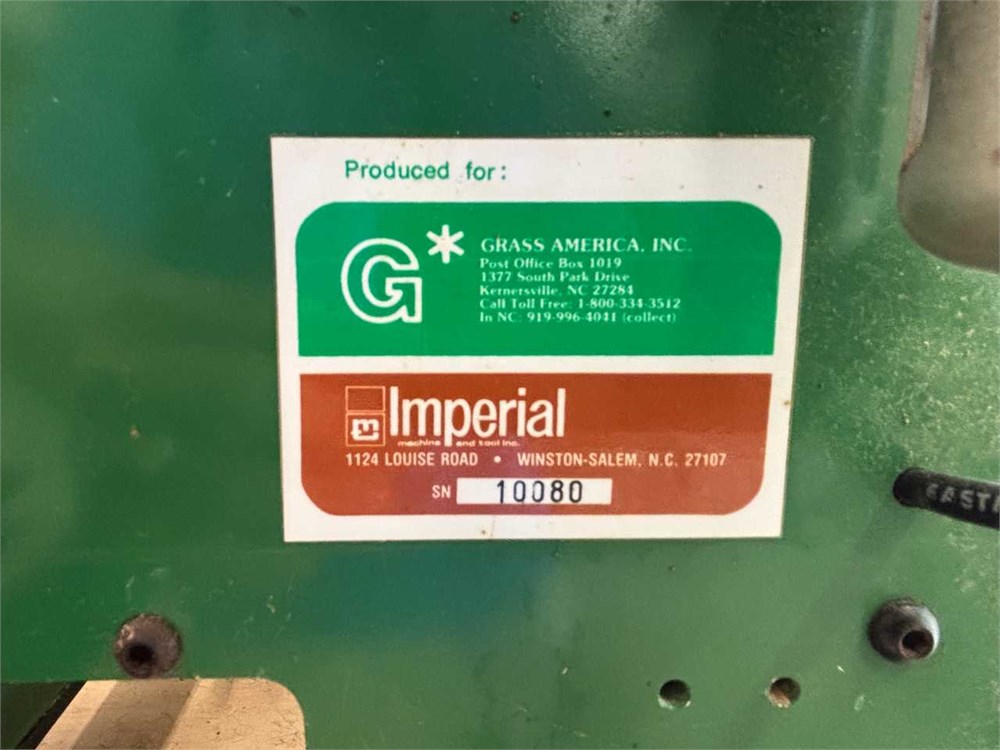 Produced for:
G*
GRASS AMERICA, INC.
Post Office Box 1019
1377 South Park Drive
Kernersville, NC 27284
Call Toll Free: 1-800-334-3512
In NC: 919-996-4041 (collect)
m
Imperial
machine and tool inc.
1124 LOUISE ROAD • WINSTON-SALEM, N.C. 27107
SN 10080